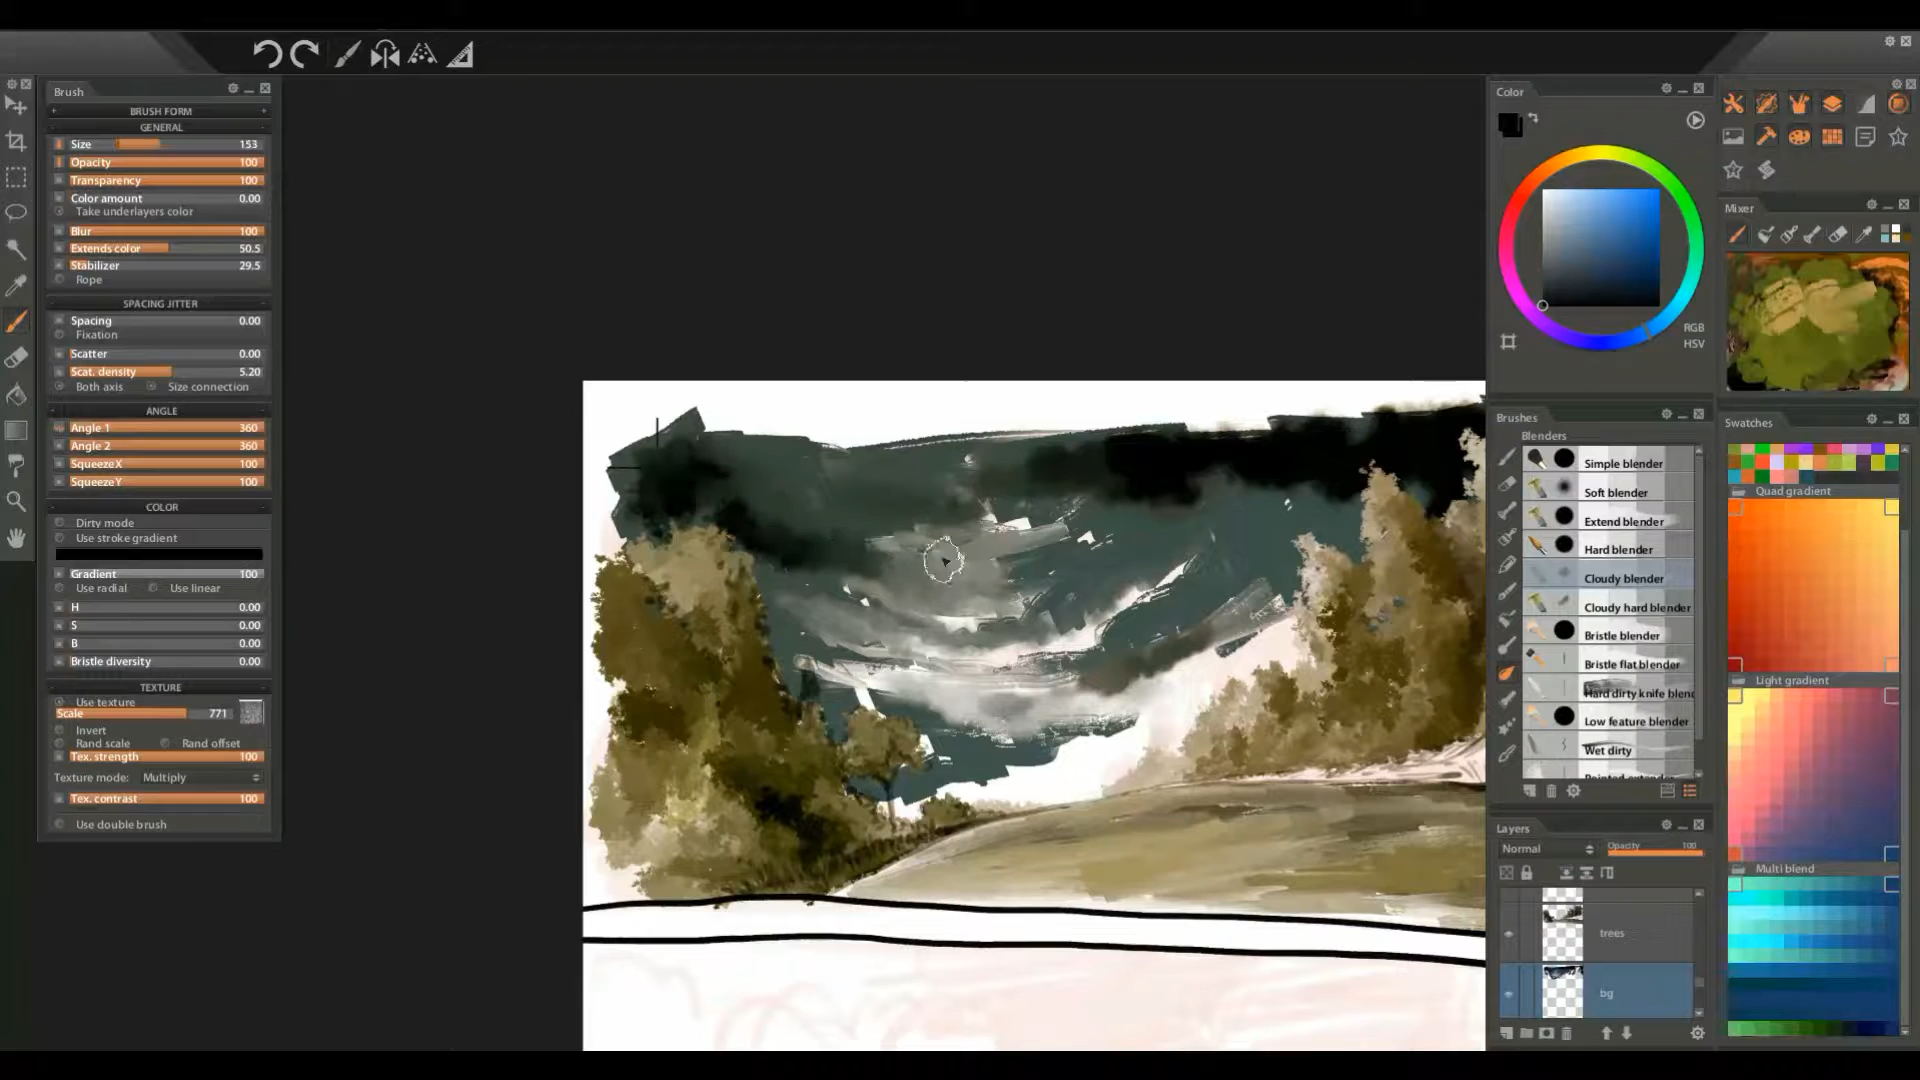 Brush
BRUSH FORM
GENERAL
Size 153
Opacity 100
Transparency 100
Color amount 0.00
Take underlayers color
Blur 100
Extends color 50.5
Stabilizer 29.5
Rope
SPACING JITTER
Spacing 0.00
Fixation
Scatter 0.00
Scat. density 5.20
Both axis Size connection
ANGLE
Angle 1 360
Angle 2 360
SqueezeX 100
SqueezeY 100
COLOR
Dirty mode
Use stroke gradient
Gradient 100
Use radial Use linear
H 0.00
S 0.00
B 0.00
Bristle diversity 0.00
TEXTURE
Use texture
Scale 771
Invert
Rand scale Rand offset
Tex. strength 100
Texture mode: Multiply
Tex. contrast 100
Use double brush
Color
RGB
HSV
Brushes
Blenders
Simple blender
Soft blender
Extend blender
Hard blender
Cloudy blender
Cloudy hard blender
Bristle blender
Bristle flat blender
Hard dirty knife blend
Low feature blender
Wet dirty
Layers
Normal Opacity 100
trees
bg
Mixer
Swatches
Quad gradient
Light gradient
Multi blend